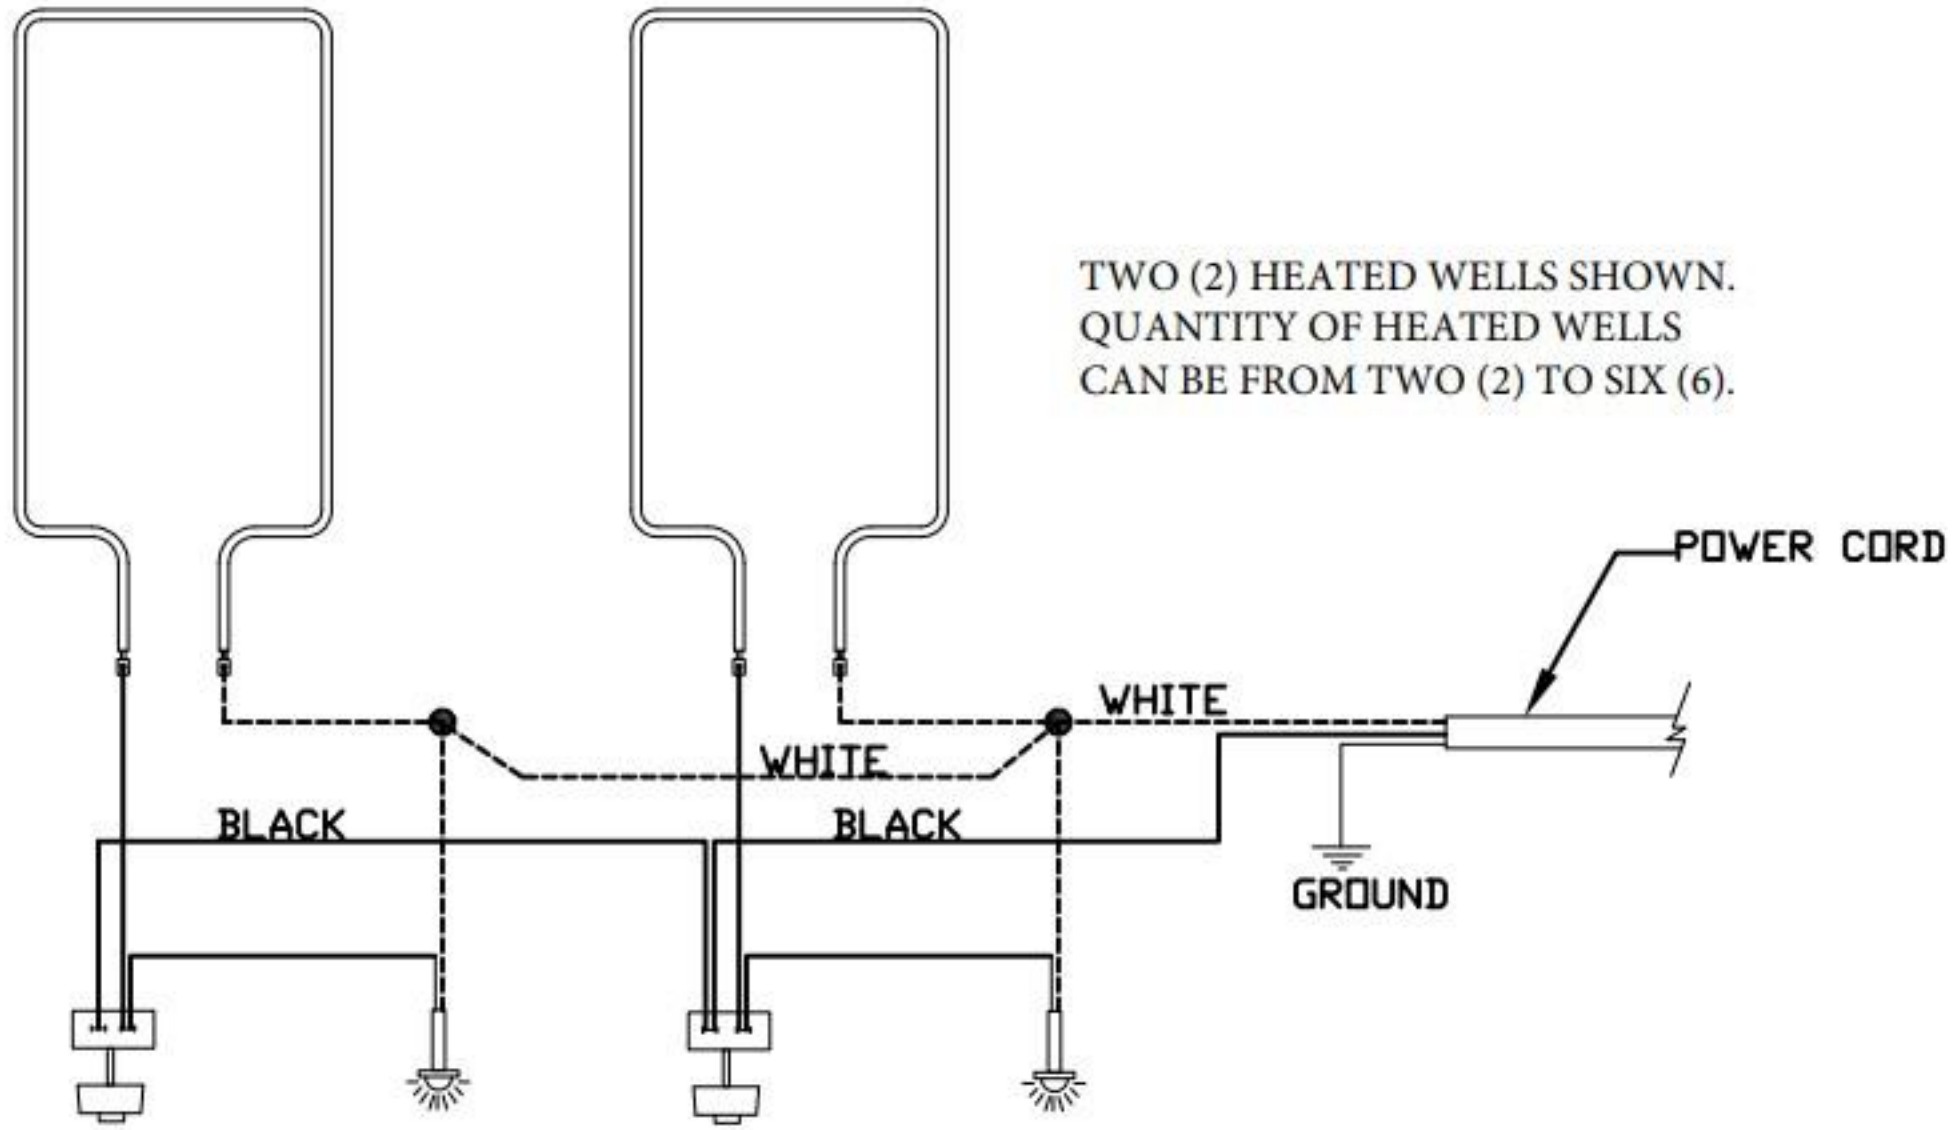 TWO (2) HEATED WELLS SHOWN.
QUANTITY OF HEATED WELLS
CAN BE FROM TWO (2) TO SIX (6).
POWER CORD
WHITE
WHITE
BLACK
BLACK
GROUND